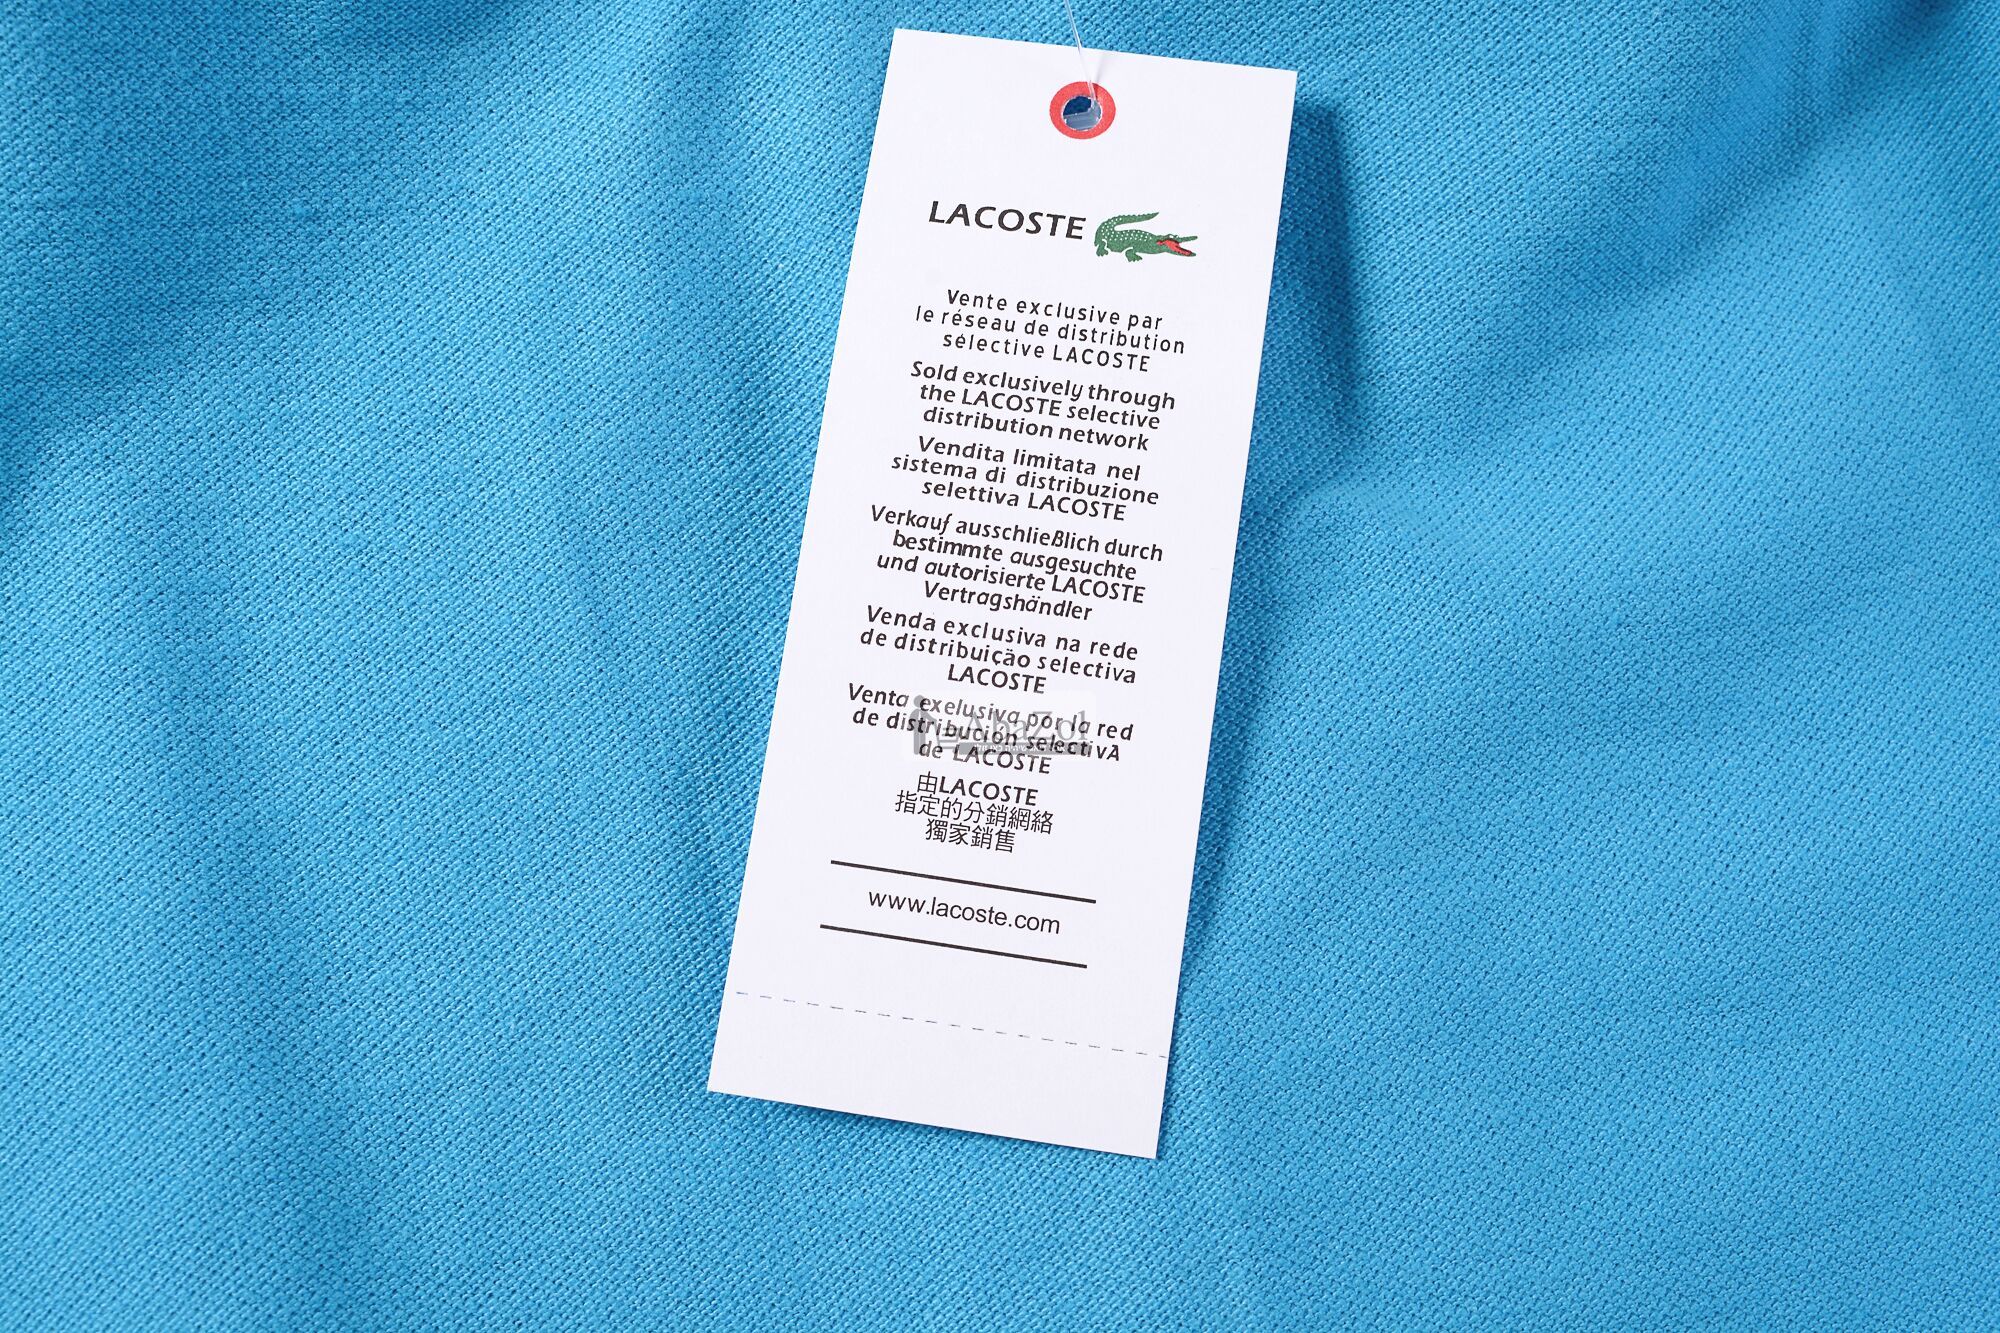 LACOSTE
Vente exclusive par
le réseau de distribution
sélective LACOSTE
Sold exclusively through
the LACOSTE selective
distribution network
Vendita limitata nel
sistema di distribuzione
selettiva LACOSTE
Verkauf ausschließlich durch
bestimmte ausgesuchte
und autorisierte LACOSTE
Vertragshändler
Venda exclusiva na rede
de distribuição selectiva
LACOSTE
Venta exelusiva por la red
de distribución selectivA
de LACOSTE
AbaZol
由LACOSTE
指定的分銷網絡
獨家銷售
www.lacoste.com